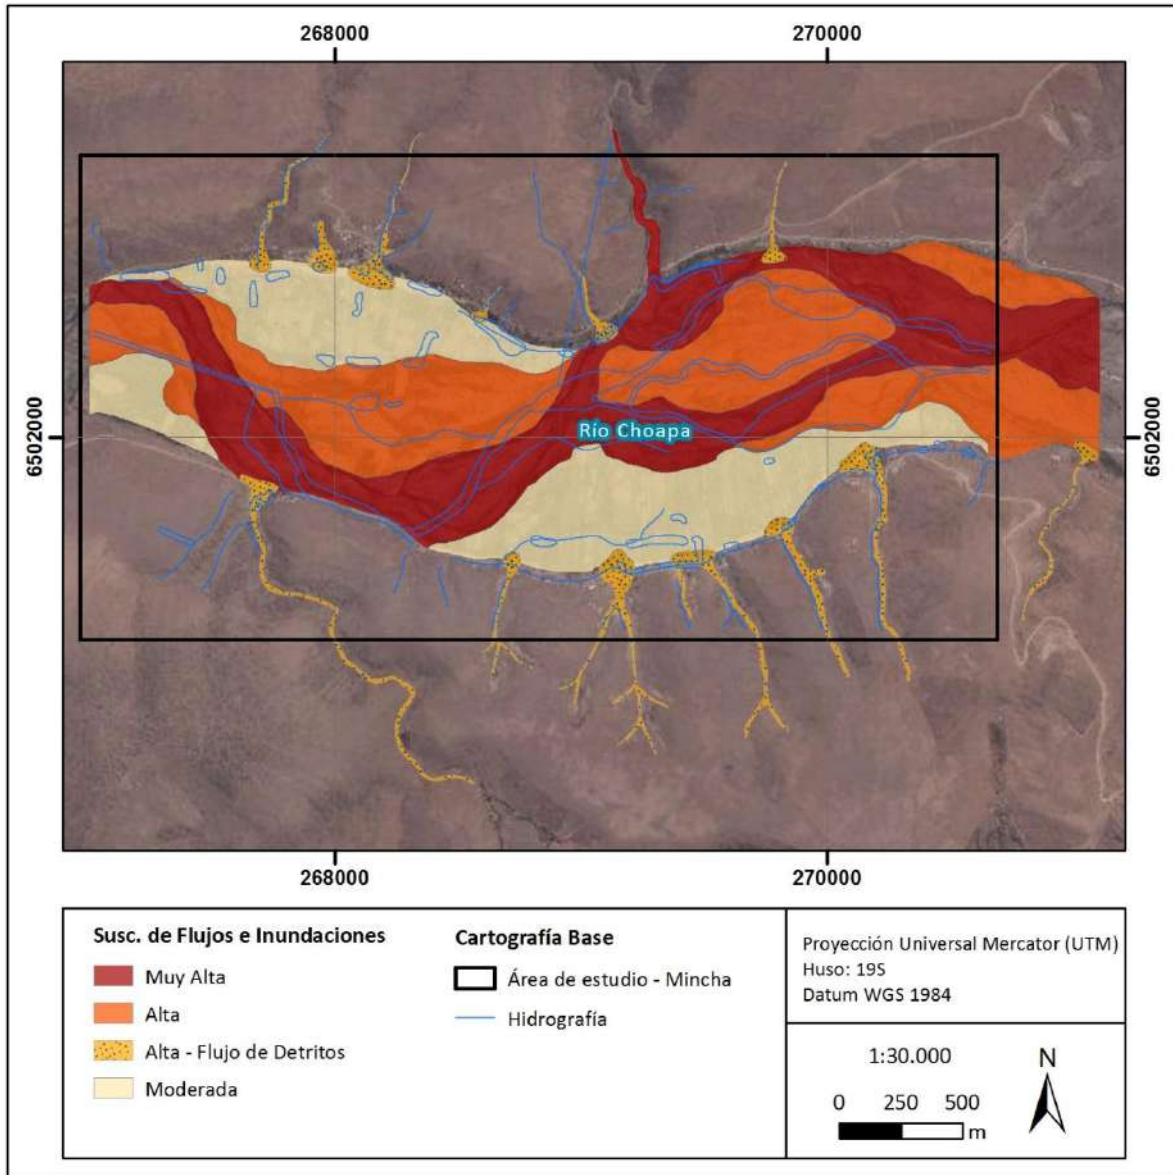 268000
270000
6502000
6502000
Río Choapa
268000
270000
Susc. de Flujos e Inundaciones
Muy Alta
Alta
Alta - Flujo de Detritos
Moderada
Cartografía Base
Área de estudio - Mincha
Hidrografía
Proyección Universal Mercator (UTM)
Huso: 19S
Datum WGS 1984
1:30.000
0 250 500
m
N